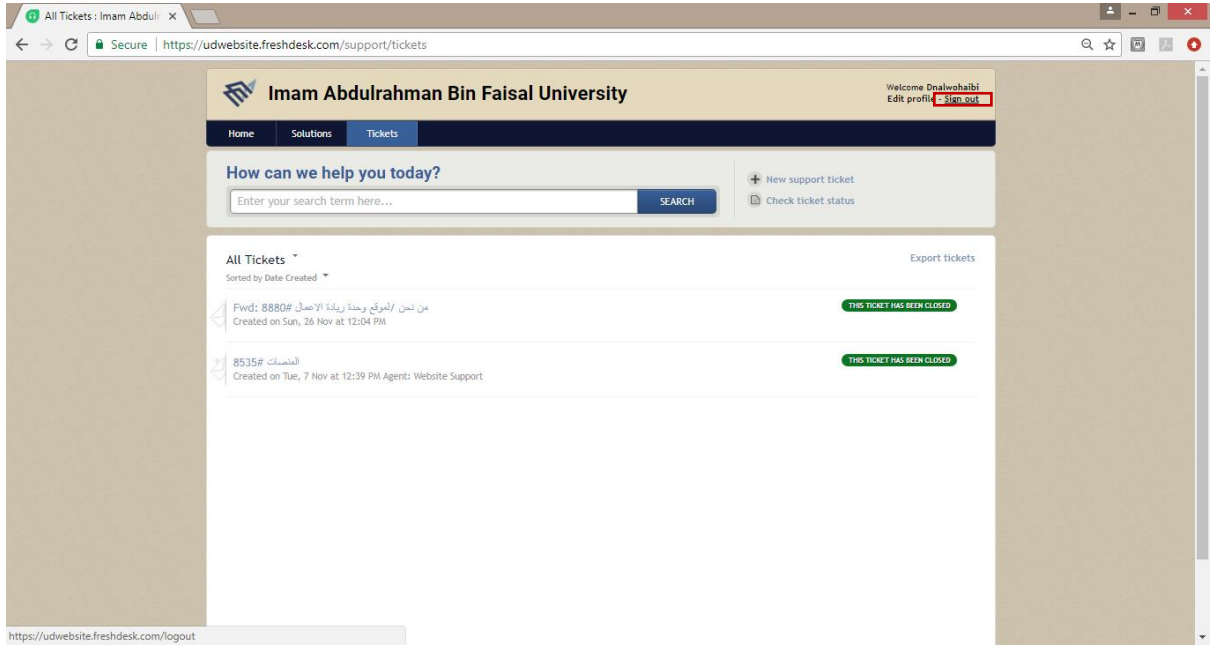 All Tickets : Imam Abdulr
Secure | https://udwebsite.freshdesk.com/support/tickets
Imam Abdulrahman Bin Faisal University
Welcome Dnalwohaibi
Edit profile - Sign out
Home Solutions Tickets
How can we help you today?
Enter your search term here...
SEARCH
New support ticket
Check ticket status
All Tickets
Export tickets
Sorted by Date Created
Fwd: من نحن /لموقع وحدة ريادة الاعمال #8880
THIS TICKET HAS BEEN CLOSED
Created on Sun, 26 Nov at 12:04 PM
المنصات #8535
THIS TICKET HAS BEEN CLOSED
Created on Tue, 7 Nov at 12:39 PM Agent: Website Support
https://udwebsite.freshdesk.com/logout